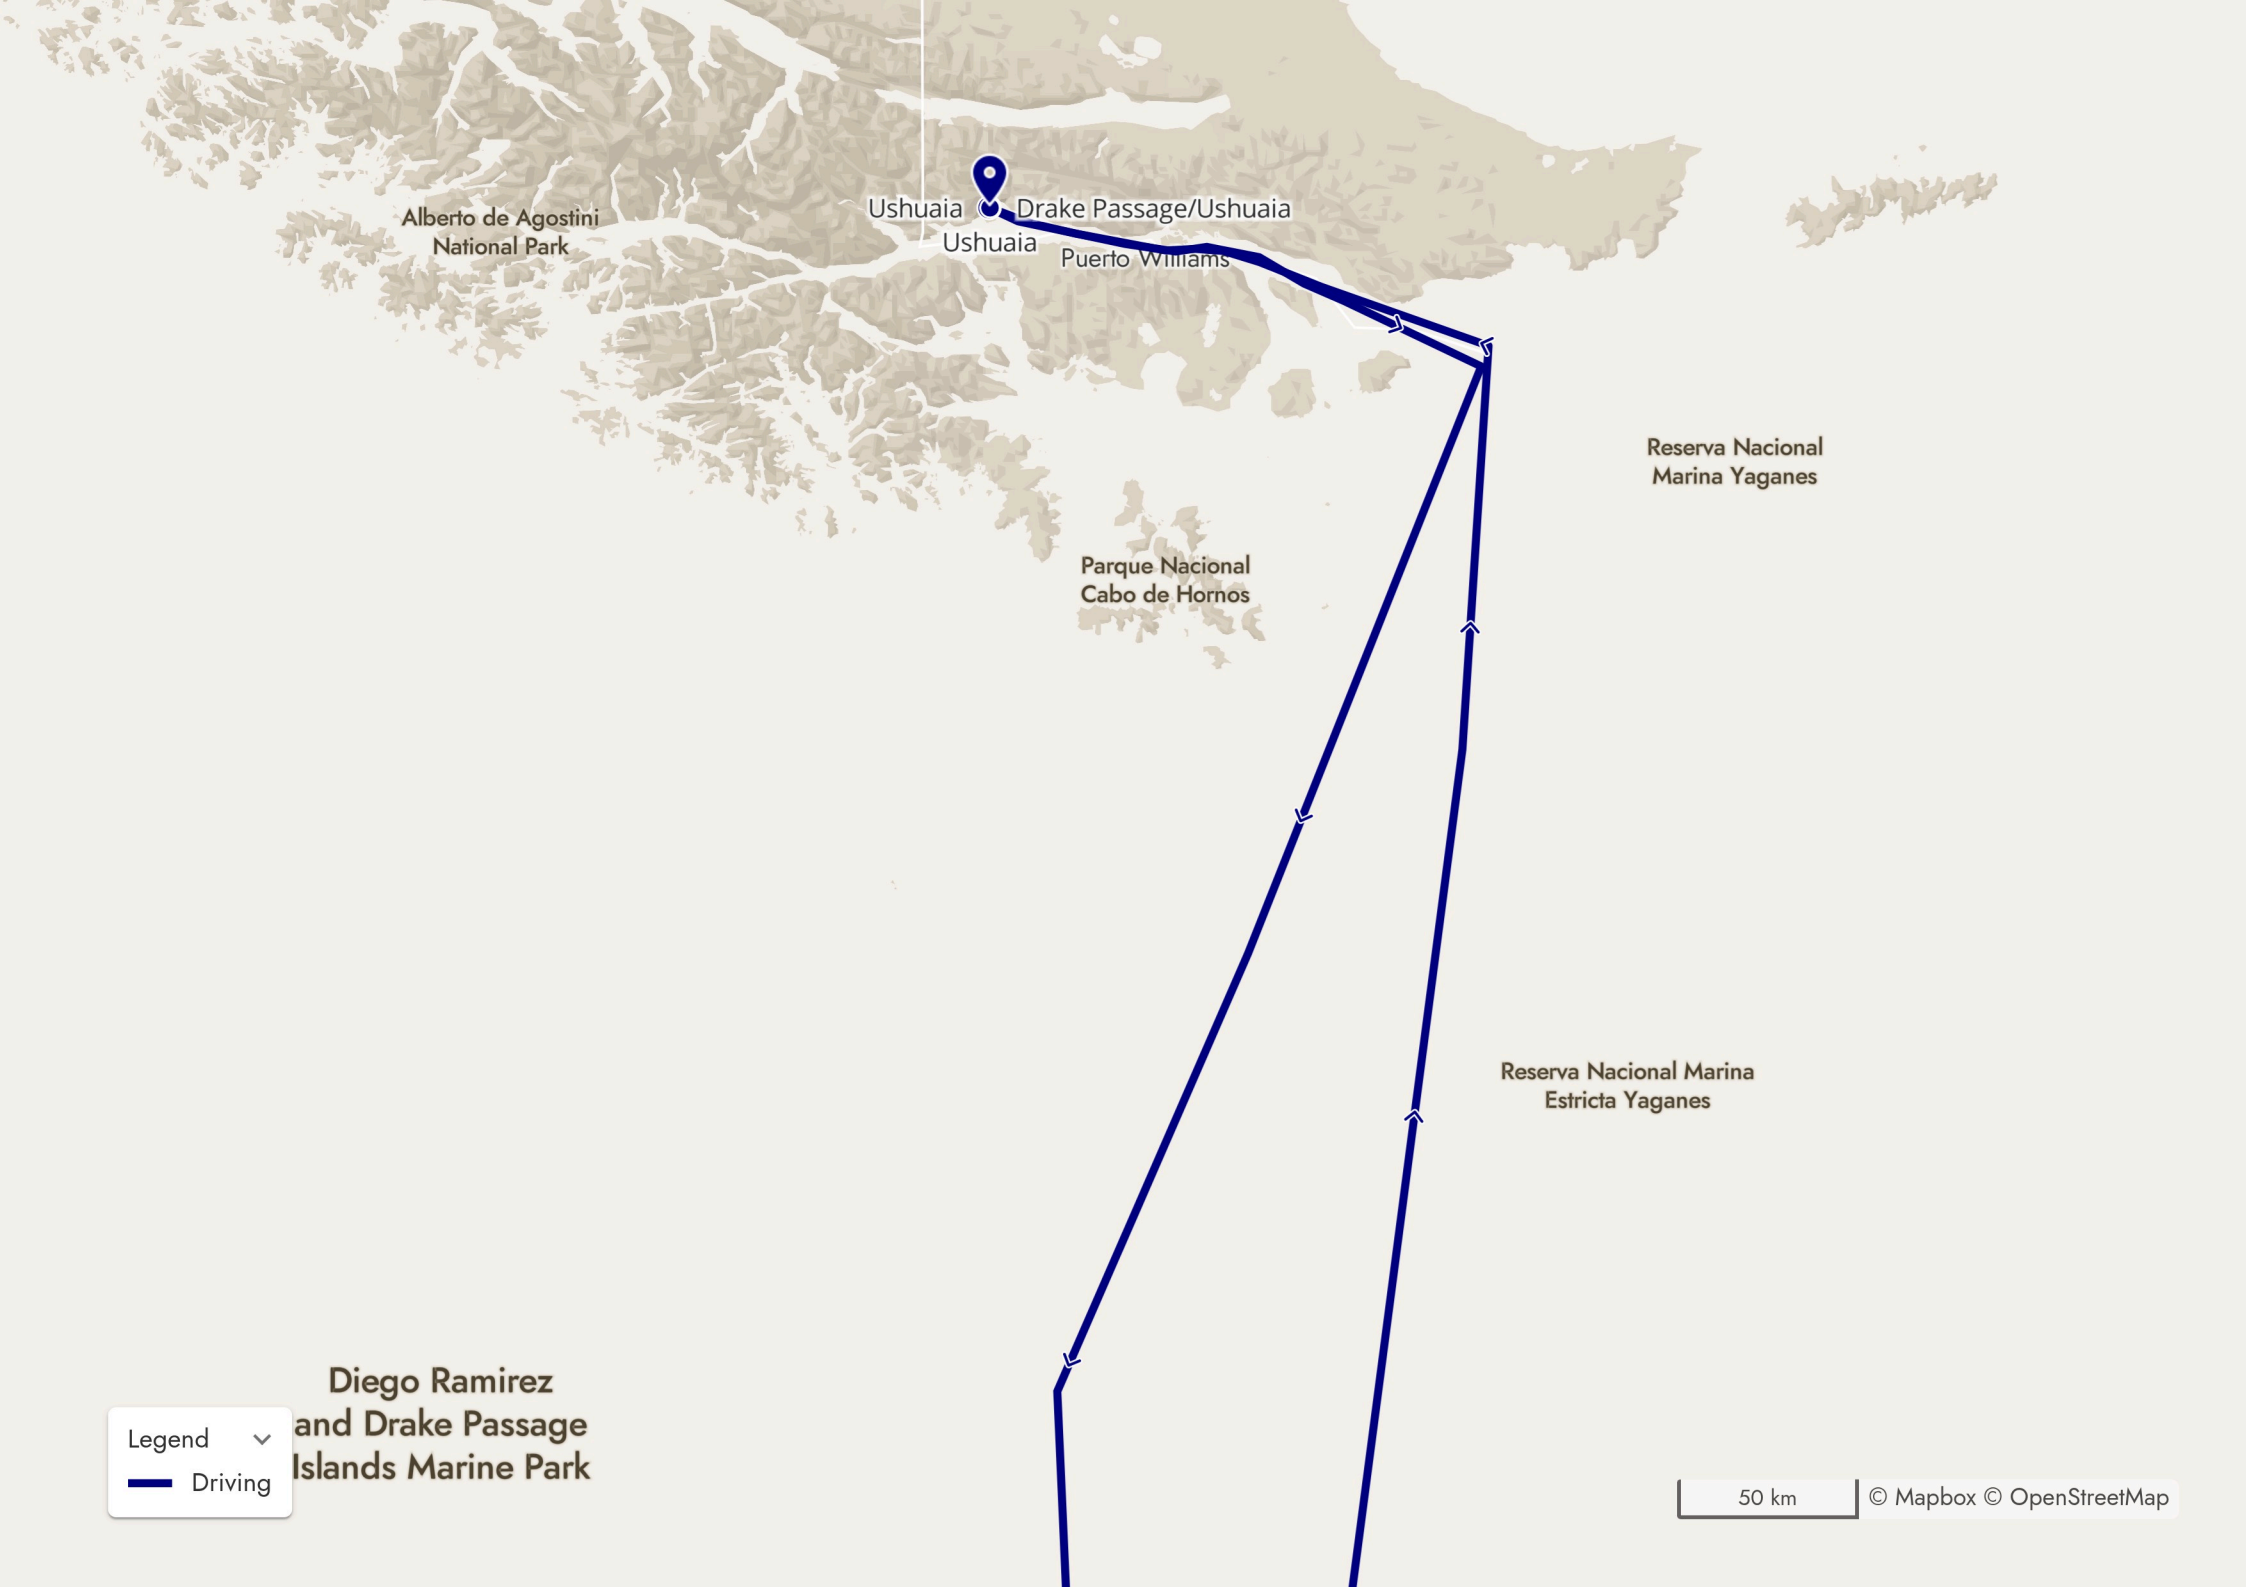 Alberto de Agostini
National Park
Ushuaia
Drake Passage/Ushuaia
Ushuaia
Puerto Williams
Reserva Nacional
Marina Yaganes
Parque Nacional
Cabo de Hornos
Reserva Nacional Marina
Estricta Yaganes
Diego Ramirez
and Drake Passage
Islands Marine Park
Legend
Driving
50 km
© Mapbox © OpenStreetMap